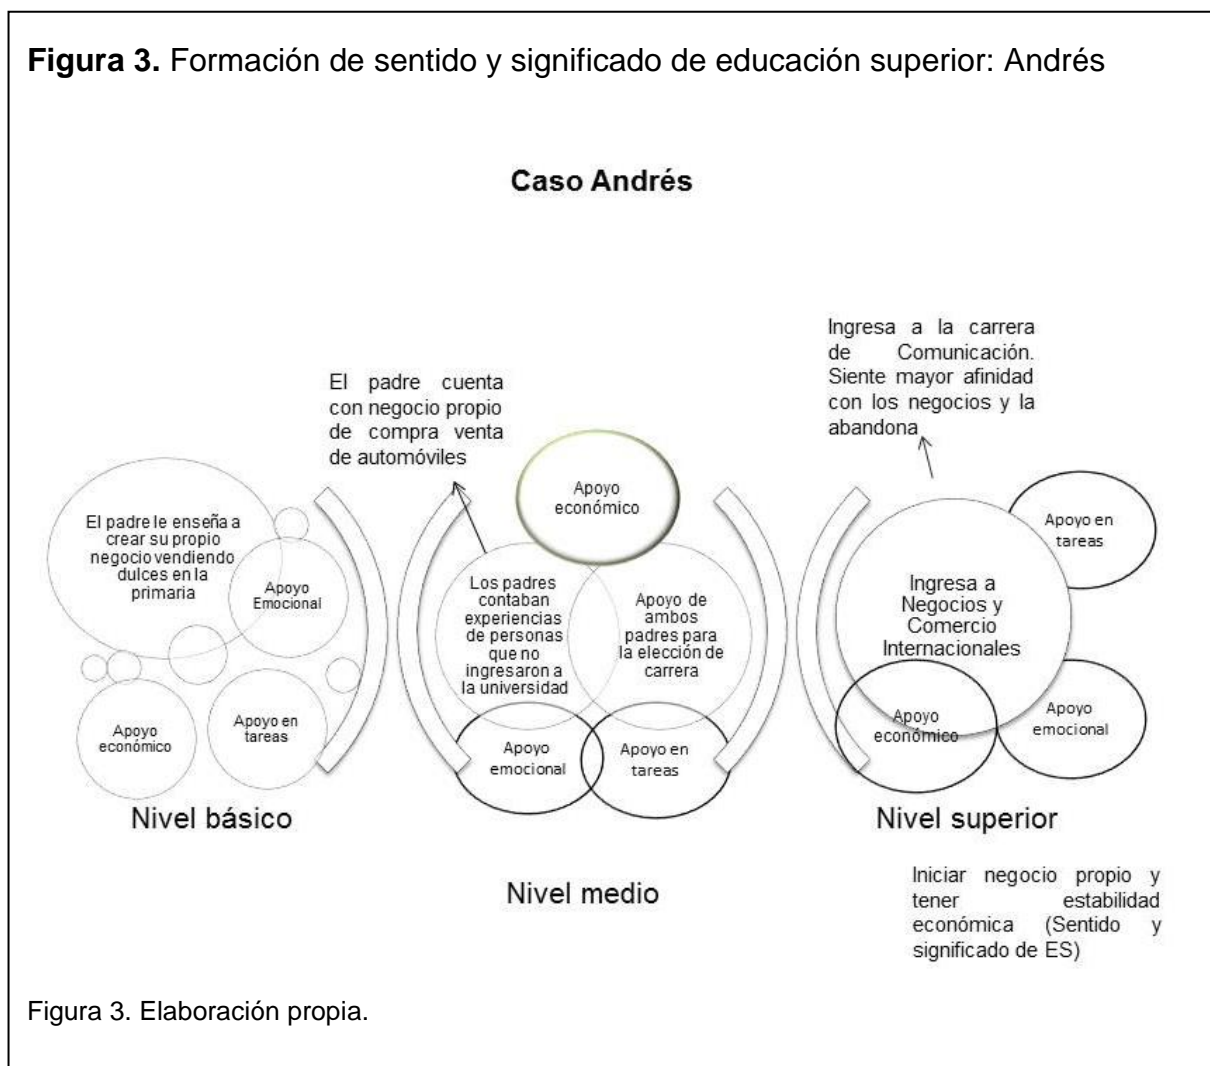 Figura 3. Formación de sentido y significado de educación superior: Andrés
Caso Andrés
El padre cuenta
con negocio propio
de compra venta
de automóviles
Ingresa a la carrera
de Comunicación.
Siente mayor afinidad
con los negocios y la
abandona
El padre le enseña a
crear su propio
negocio vendiendo
dulces en la
primaria
Apoyo
Emocional
Apoyo
económico
Apoyo en
tareas
Nivel básico
Apoyo
económico
Los padres
contaban
experiencias
de personas
que no
ingresaron a
la universidad
Apoyo de
ambos
padres para
la elección de
carrera
Apoyo
emocional
Apoyo en
tareas
Nivel medio
Apoyo en
tareas
Ingresa a
Negocios y
Comercio
Internacionales
Apoyo
económico
Apoyo
emocional
Nivel superior
Iniciar negocio propio y
tener estabilidad
económica (Sentido y
significado de ES)
Figura 3. Elaboración propia.